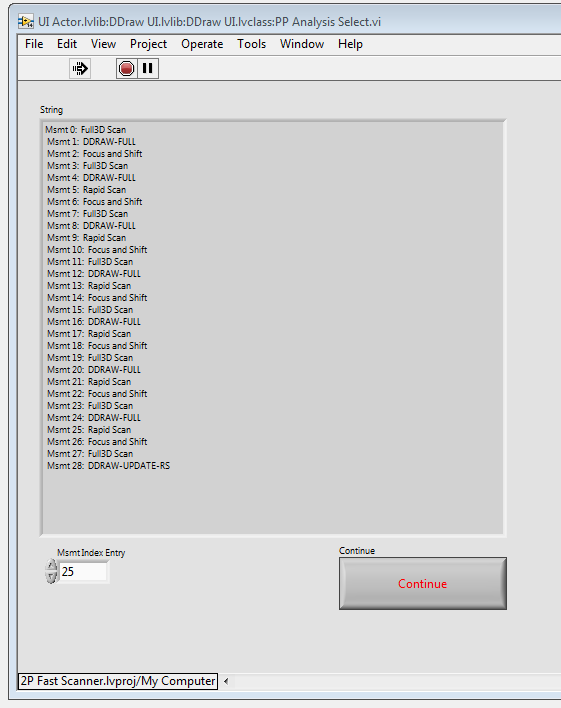 UI Actor.lvlib:DDraw UI.lvlib:DDraw UI.lvclass:PP Analysis Select.vi
File Edit View Project Operate Tools Window Help
String
Msmt 0: Full3D Scan
Msmt 1: DDRAW-FULL
Msmt 2: Focus and Shift
Msmt 3: Full3D Scan
Msmt 4: DDRAW-FULL
Msmt 5: Rapid Scan
Msmt 6: Focus and Shift
Msmt 7: Full3D Scan
Msmt 8: DDRAW-FULL
Msmt 9: Rapid Scan
Msmt 10: Focus and Shift
Msmt 11: Full3D Scan
Msmt 12: DDRAW-FULL
Msmt 13: Rapid Scan
Msmt 14: Focus and Shift
Msmt 15: Full3D Scan
Msmt 16: DDRAW-FULL
Msmt 17: Rapid Scan
Msmt 18: Focus and Shift
Msmt 19: Full3D Scan
Msmt 20: DDRAW-FULL
Msmt 21: Rapid Scan
Msmt 22: Focus and Shift
Msmt 23: Full3D Scan
Msmt 24: DDRAW-FULL
Msmt 25: Rapid Scan
Msmt 26: Focus and Shift
Msmt 27: Full3D Scan
Msmt 28: DDRAW-UPDATE-RS
Msmt Index Entry
25
Continue
Continue
2P Fast Scanner.lvproj/My Computer